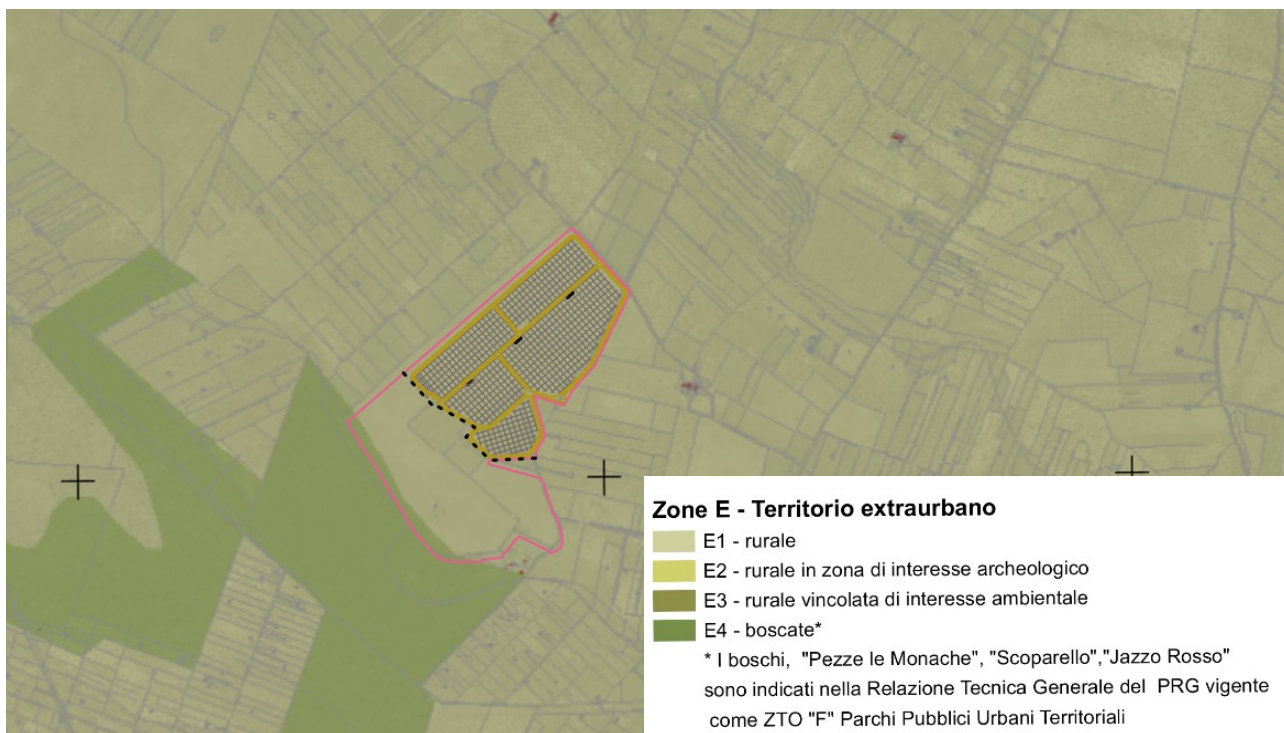 Zone E - Territorio extraurbano
E1 - rurale
E2 - rurale in zona di interesse archeologico
E3 - rurale vincolata di interesse ambientale
E4 - boscate*
* I boschi, "Pezze le Monache", "Scoparello","Jazzo Rosso"
sono indicati nella Relazione Tecnica Generale del PRG vigente
come ZTO "F" Parchi Pubblici Urbani Territoriali